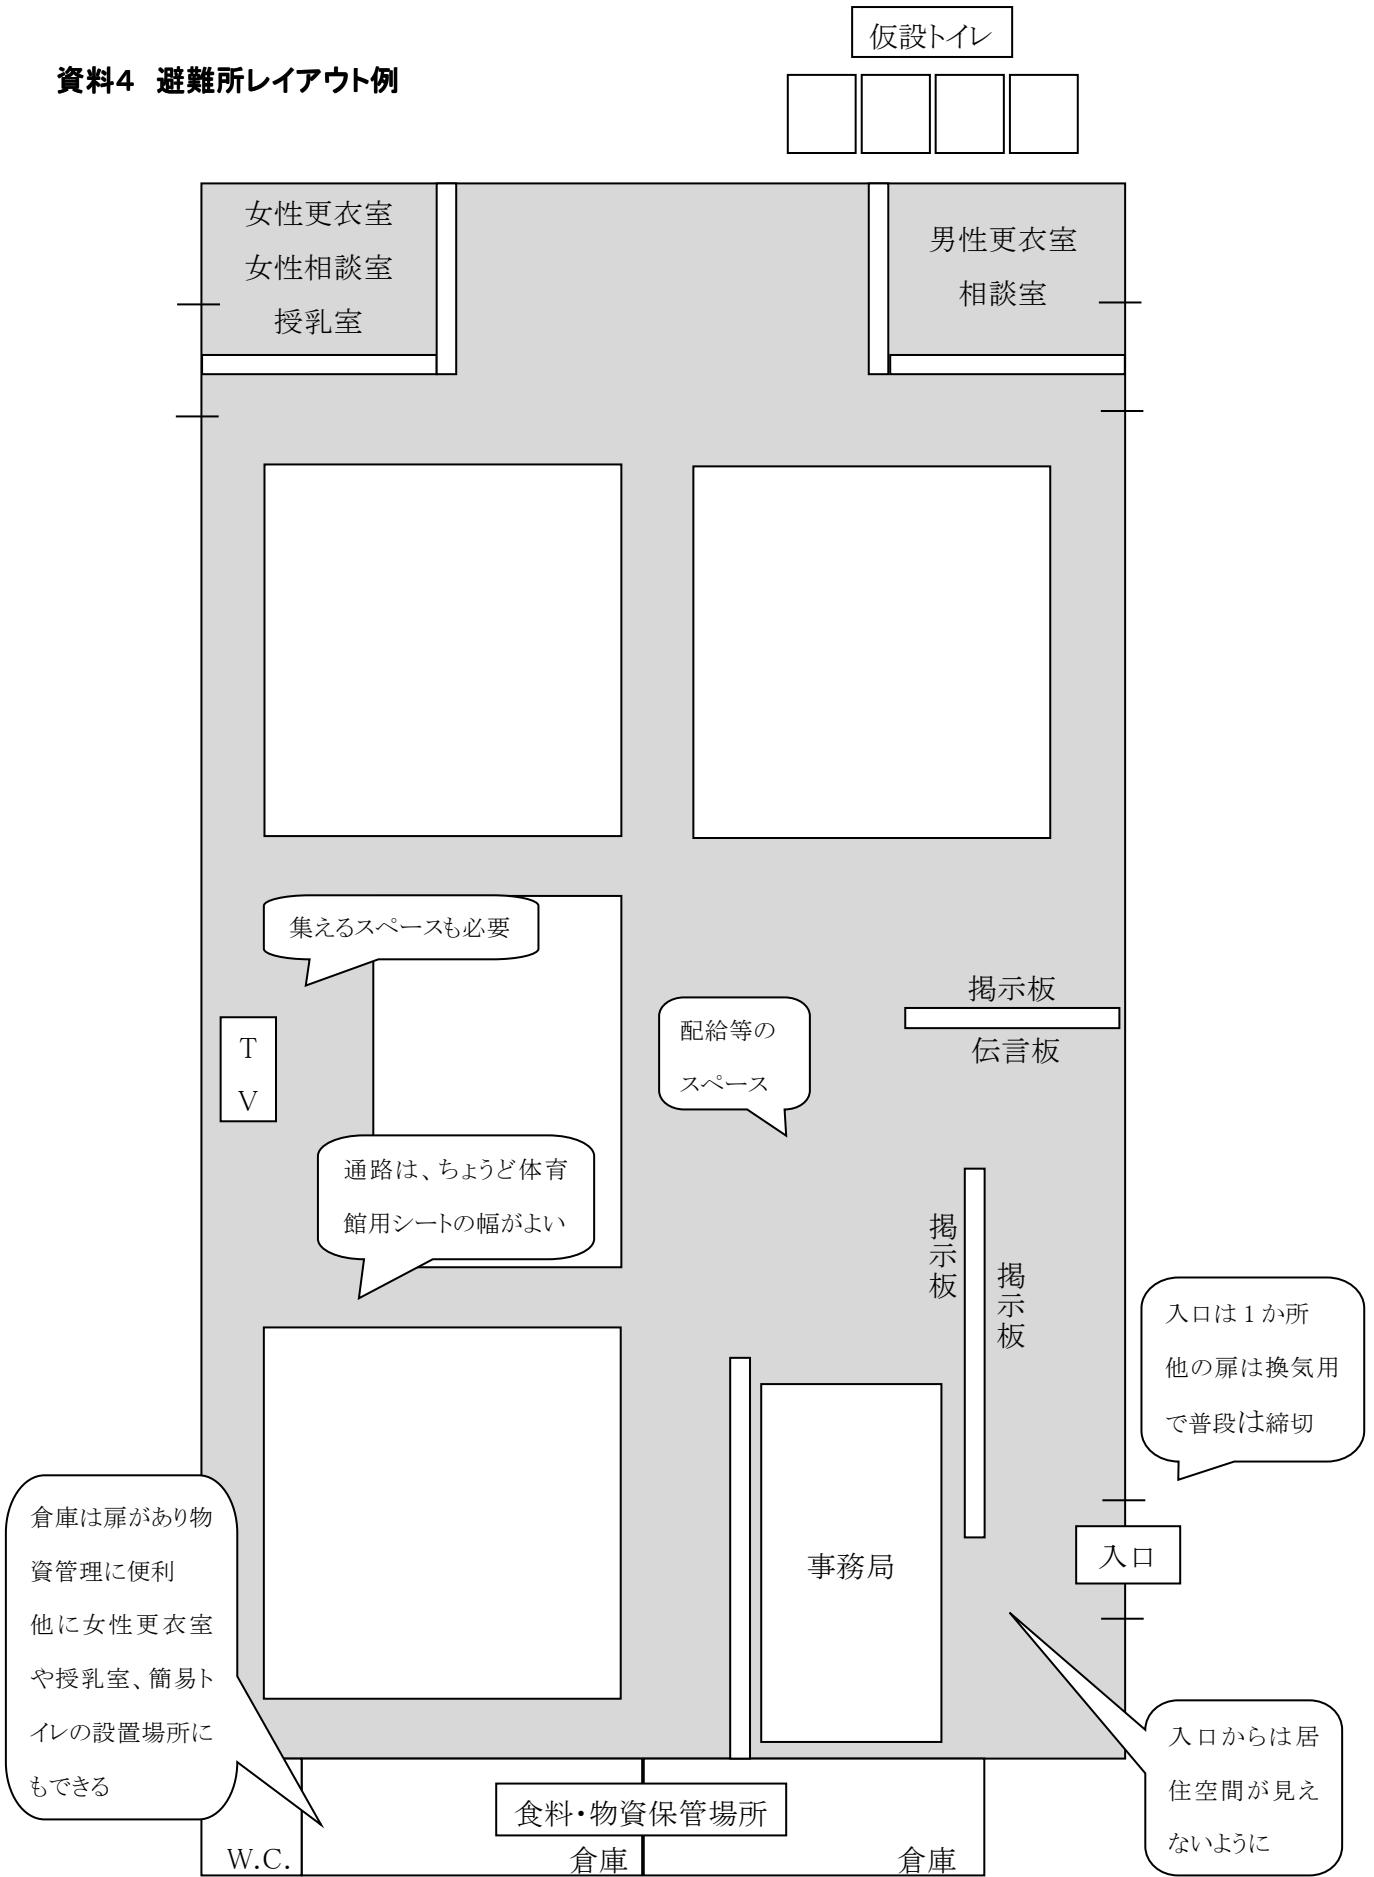 仮設トイレ
資料４　避難所レイアウト例
女性更衣室
女性相談室
授乳室
男性更衣室
相談室
集えるスペースも必要
T
V
配給等の
スペース
掲示板
伝言板
通路は、ちょうど体育
館用シートの幅がよい
掲示板
掲示板
入口は１か所
他の扉は換気用
で普段は締切
入口
事務局
倉庫は扉があり物
資管理に便利
他に女性更衣室
や授乳室、簡易ト
イレの設置場所に
もできる
入口からは居
住空間が見え
ないように
食料・物資保管場所
W.C.
倉庫
倉庫